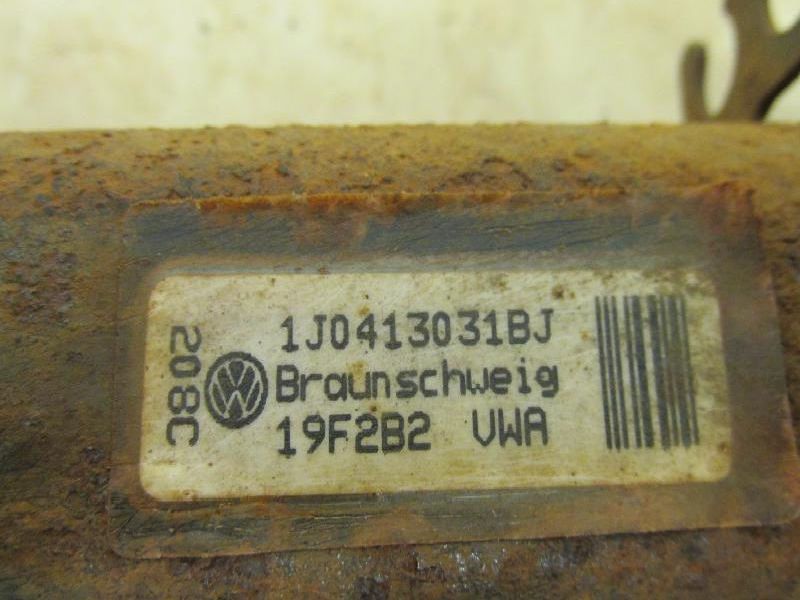 208C
1J0413031BJ
Braunschweig
19F2B2 VWA